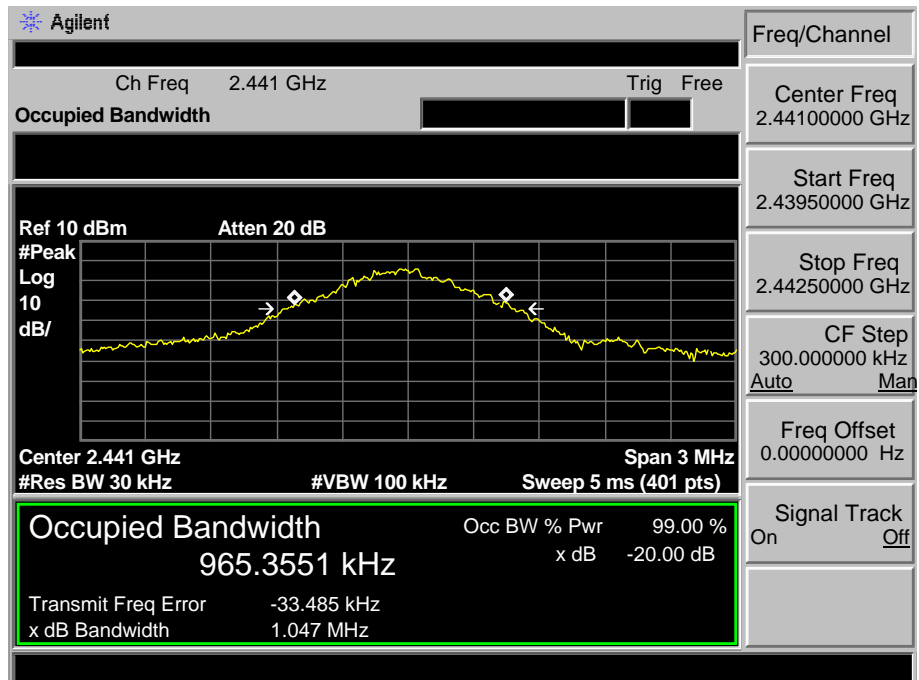 Agilent
Freq/Channel
Ch Freq 2.441 GHz Trig Free
Occupied Bandwidth
Center Freq
2.44100000 GHz
Start Freq
2.43950000 GHz
Stop Freq
2.44250000 GHz
CF Step
300.000000 kHz
Auto Man
Freq Offset
0.00000000 Hz
Signal Track
On Off
Ref 10 dBm Atten 20 dB
#Peak
Log
10
dB/
Center 2.441 GHz Span 3 MHz
#Res BW 30 kHz #VBW 100 kHz Sweep 5 ms (401 pts)
Occupied Bandwidth Occ BW % Pwr 99.00 %
965.3551 kHz x dB -20.00 dB
Transmit Freq Error -33.485 kHz
x dB Bandwidth 1.047 MHz